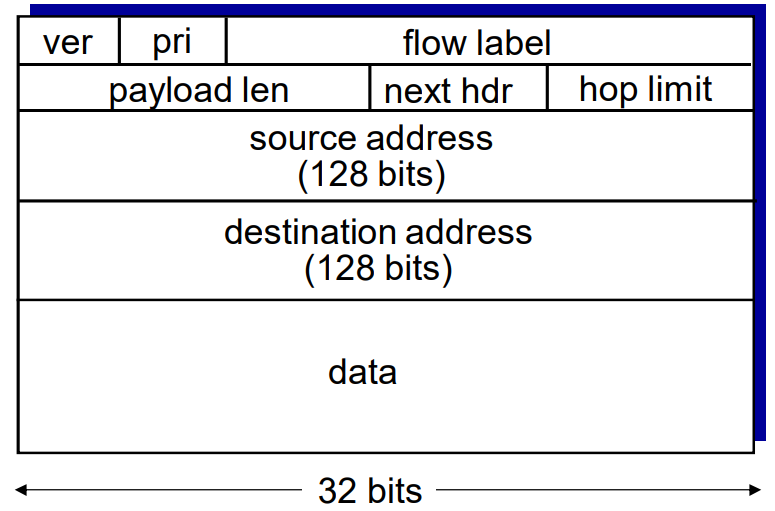 ver pri flow label
payload len next hdr hop limit
source address
(128 bits)
destination address
(128 bits)
data
32 bits